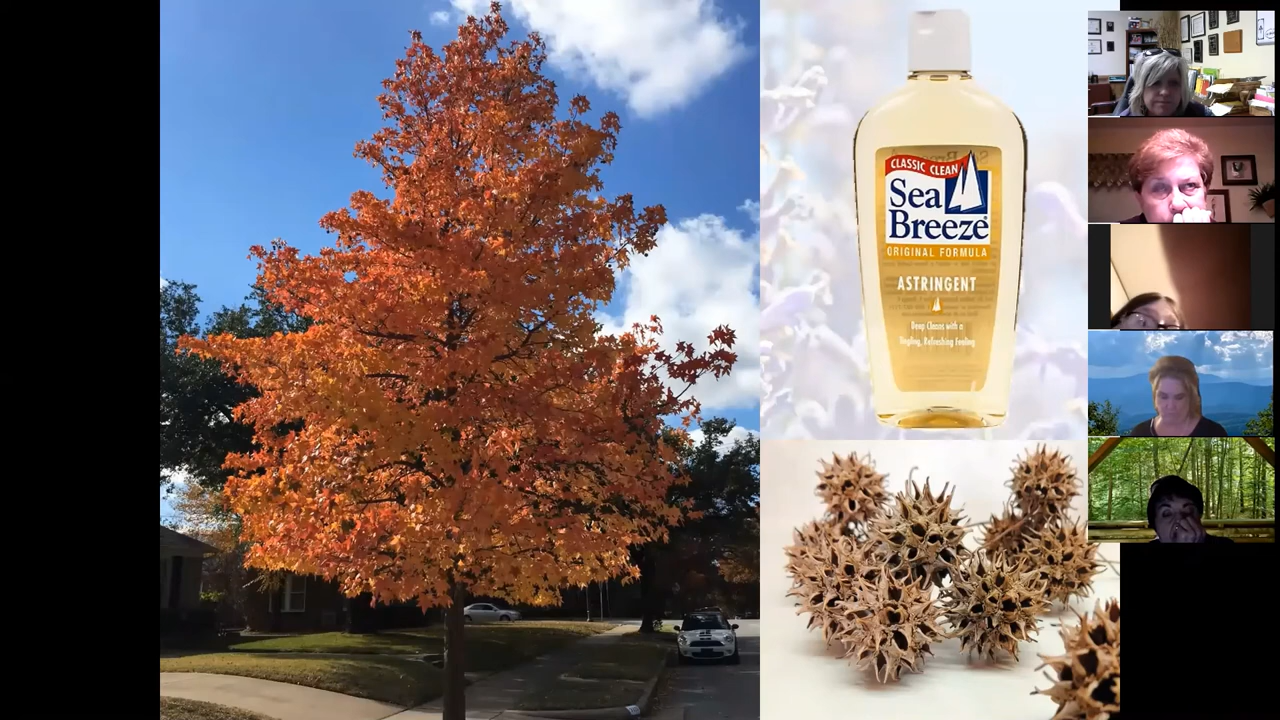 CLASSIC CLEAN
Sea
Breeze®
ORIGINAL FORMULA
ASTRINGENT
Deep Cleans with a
Tingling, Refreshing Feeling